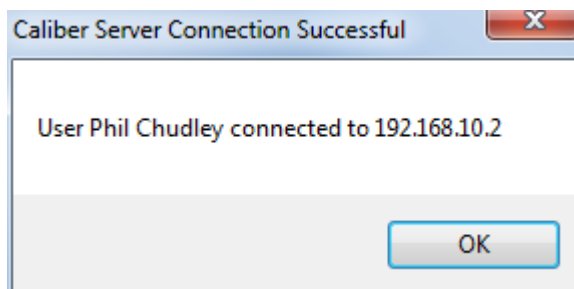 Caliber Server Connection Successful
User Phil Chudley connected to 192.168.10.2
OK